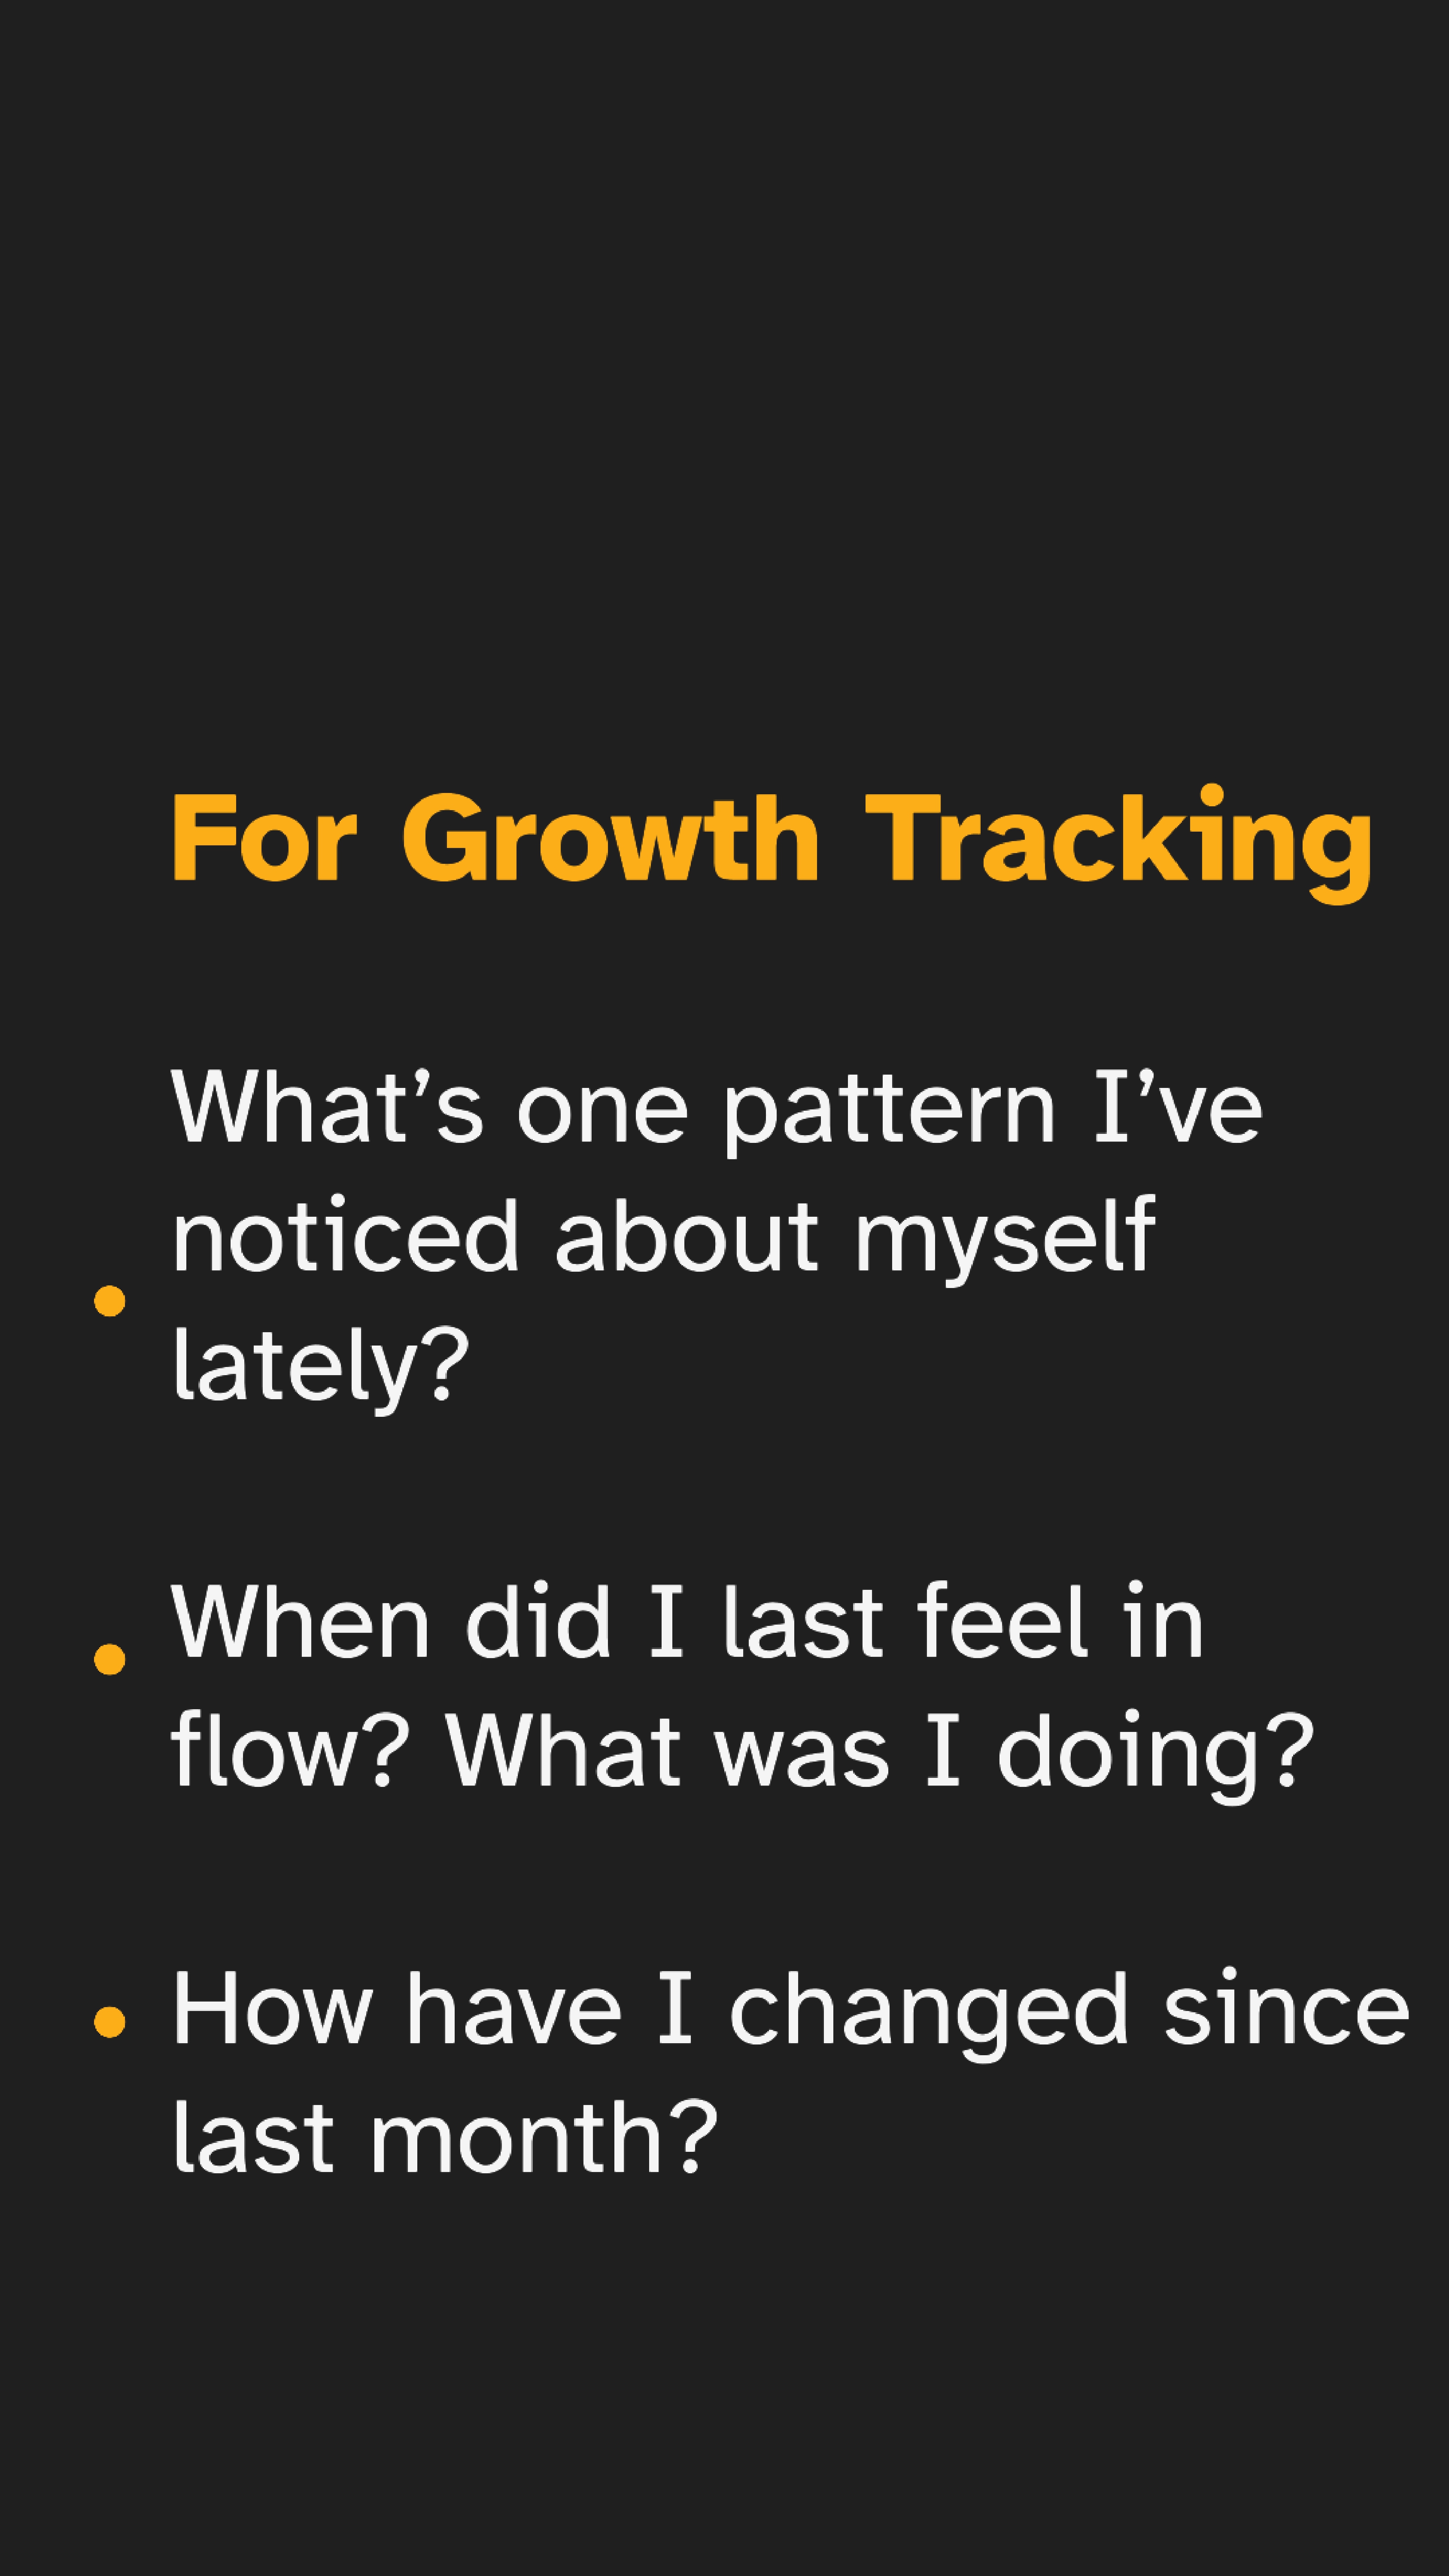 For Growth Tracking
What’s one pattern I’ve
noticed about myself
lately?
When did I last feel in
flow? What was I doing?
How have I changed since
last month?